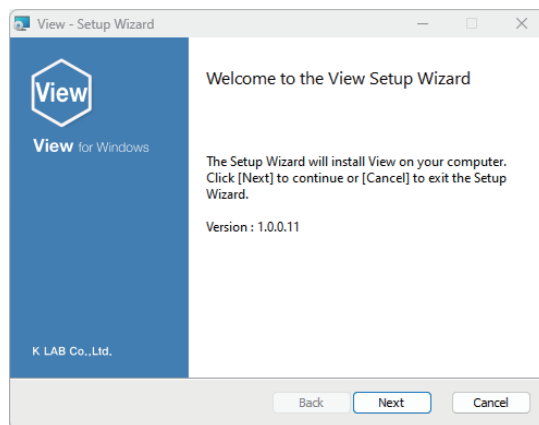 View - Setup Wizard
View
View for Windows
Welcome to the View Setup Wizard
The Setup Wizard will install View on your computer.
Click [Next] to continue or [Cancel] to exit the Setup
Wizard.
Version : 1.0.0.11
K LAB Co.,Ltd.
Back
Next
Cancel